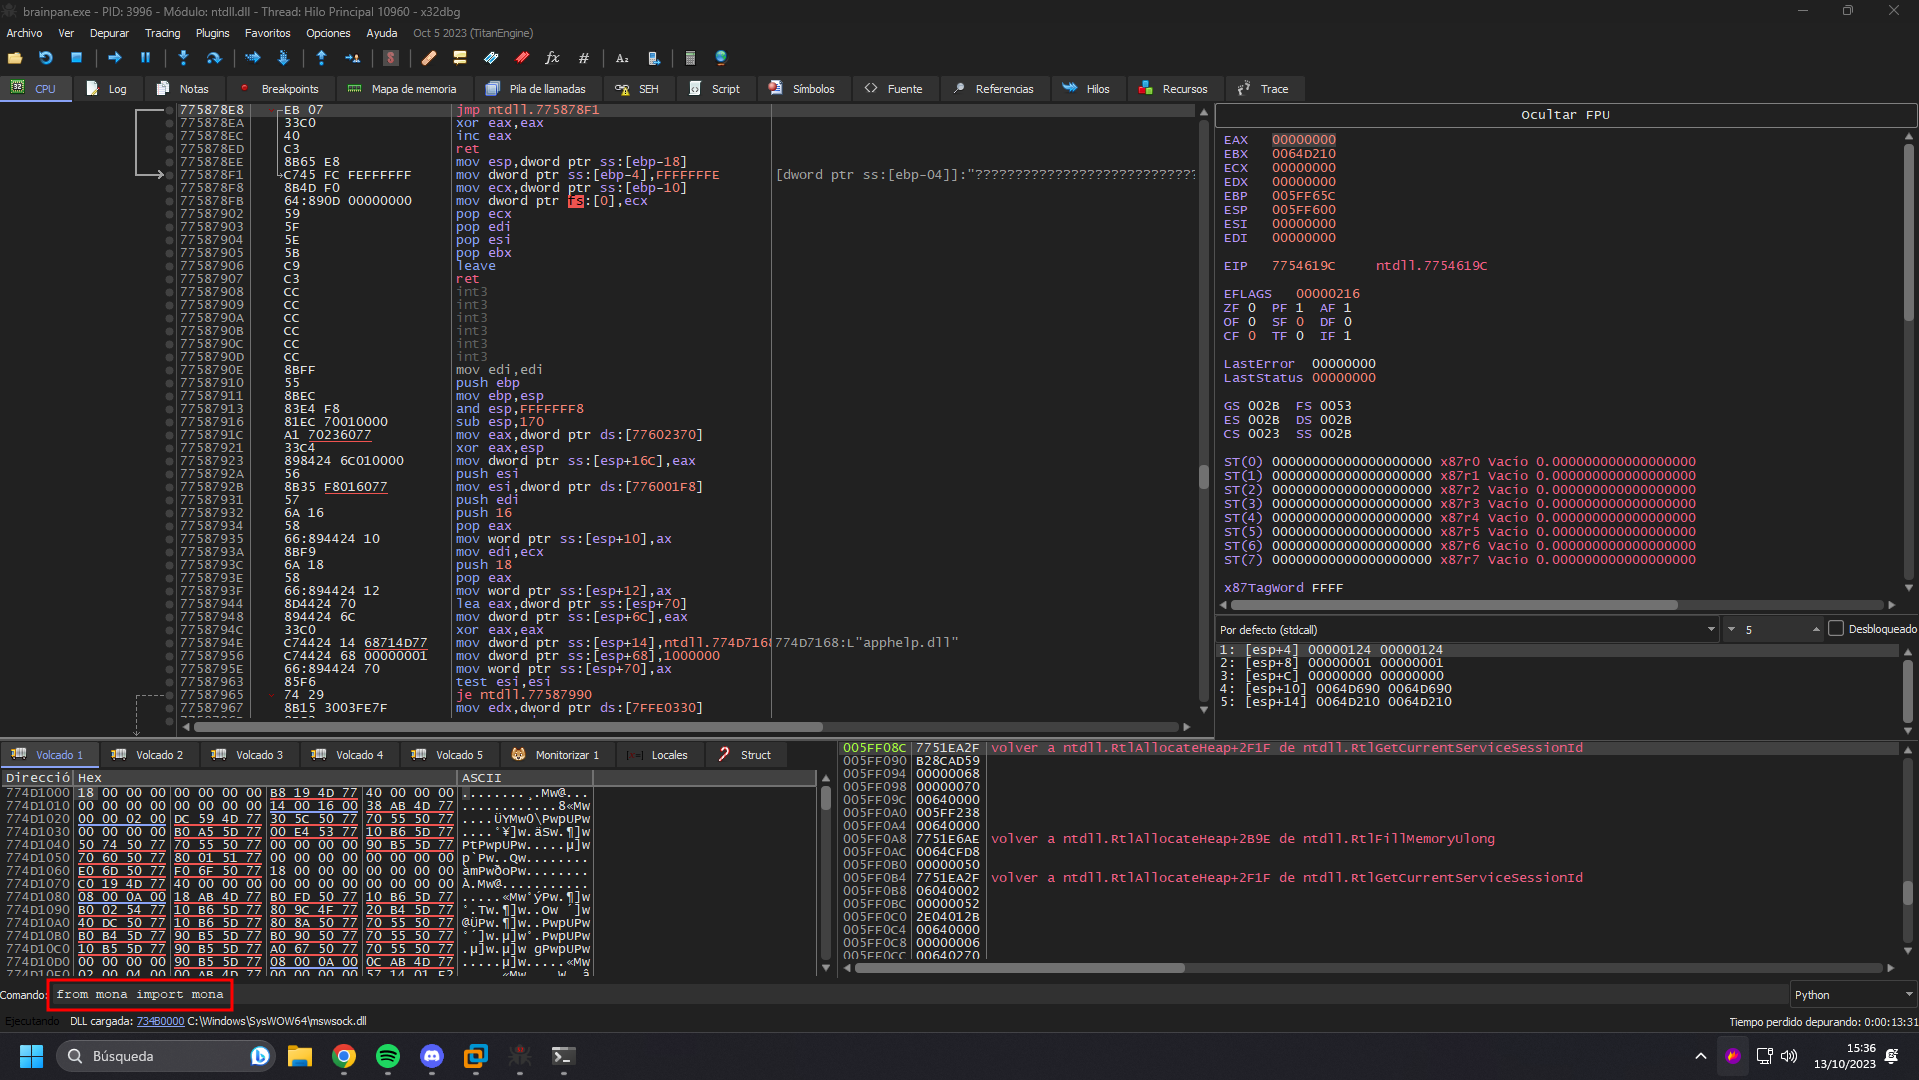 brainpan.exe - PID: 3996 - Módulo: ntdll.dll - Thread: Hilo Principal 10960 - x32dbg
Archivo Ver Depurar Tracing Plugins Favoritos Opciones Ayuda Oct 5 2023 (TitanEngine)
CPU Log Notas Breakpoints Mapa de memoria Pila de llamadas SEH Script Símbolos Fuente Referencias Hilos Recursos Trace
775878E8 EB 07 jmp ntdll.775878F1
775878EA 33C0 xor eax,eax
775878EC 40 inc eax
775878ED C3 ret
775878EE 8B65 E8 mov esp,dword ptr ss:[ebp-18]
775878F1 C745 FC FEFFFFFF mov dword ptr ss:[ebp-4],FFFFFFFE [dword ptr ss:[ebp-04]]:"????????????????????????????
775878F8 8B4D F0 mov ecx,dword ptr ss:[ebp-10]
775878FB 64:890D 00000000 mov dword ptr fs:[0],ecx
59 pop ecx
77587903 5F pop edi
77587904 5E pop esi
77587905 5B pop ebx
77587906 C9 leave
77587907 C3 ret
77587908 CC int3
77587909 CC int3
7758790A CC int3
7758790B CC int3
7758790C CC int3
7758790D CC int3
7758790E 8BFF mov edi,edi
77587910 55 push ebp
77587911 8BEC mov ebp,esp
77587913 83E4 F8 and esp,FFFFFFF8
77587916 81EC 70010000 sub esp,170
7758791C A1 70236077 mov eax,dword ptr ds:[77602370]
77587921 33C4 xor eax,esp
77587923 898424 6C010000 mov dword ptr ss:[esp+16C],eax
7758792A 56 push esi
7758792B 8B35 F8016077 mov esi,dword ptr ds:[776001F8]
77587931 57 push edi
77587932 6A 16 push 16
77587934 58 pop eax
77587935 66:894424 10 mov word ptr ss:[esp+10],ax
7758793A 8BF9 mov edi,ecx
7758793C 6A 18 push 18
7758793E 58 pop eax
7758793F 66:894424 12 mov word ptr ss:[esp+12],ax
77587944 8D4424 70 lea eax,dword ptr ss:[esp+70]
77587948 894424 6C mov dword ptr ss:[esp+6C],eax
7758794C 33C0 xor eax,eax
7758794E C74424 14 68714D77 mov dword ptr ss:[esp+14],ntdll.774D7168 774D7168:L"apphelp.dll"
77587956 C74424 68 00000001 mov dword ptr ss:[esp+68],1000000
7758795E 66:894424 70 mov word ptr ss:[esp+70],ax
77587963 85F6 test esi,esi
77587965 74 29 je ntdll.77587990
77587967 8B15 3003FE7F mov edx,dword ptr ds:[7FFE0330]
Ocultar FPU
EAX 00000000
EBX 0064D210
ECX 00000000
EDX 00000000
EBP 005FF65C
ESP 005FF600
ESI 00000000
EDI 00000000
EIP 7754619C ntdll.7754619C
EFLAGS 00000216
ZF 0 PF 1 AF 1
OF 0 SF 0 DF 0
CF 0 TF 0 IF 1
LastError 00000000
LastStatus 00000000
GS 002B FS 0053
ES 002B DS 002B
CS 0023 SS 002B
ST(0) 00000000000000000000 x87r0 Vacío 0.000000000000000000
ST(1) 00000000000000000000 x87r1 Vacío 0.000000000000000000
ST(2) 00000000000000000000 x87r2 Vacío 0.000000000000000000
ST(3) 00000000000000000000 x87r3 Vacío 0.000000000000000000
ST(4) 00000000000000000000 x87r4 Vacío 0.000000000000000000
ST(5) 00000000000000000000 x87r5 Vacío 0.000000000000000000
ST(6) 00000000000000000000 x87r6 Vacío 0.000000000000000000
ST(7) 00000000000000000000 x87r7 Vacío 0.000000000000000000
x87TagWord FFFF
Por defecto (stdcall) 5 Desbloqueado
1: [esp+4] 00000124 00000124
2: [esp+8] 00000001 00000001
3: [esp+C] 00000000 00000000
4: [esp+10] 0064D690 0064D690
5: [esp+14] 0064D210 0064D210
Volcado 1 Volcado 2 Volcado 3 Volcado 4 Volcado 5 Monitorizar 1 Locales Struct
Direcció Hex ASCII
774D1000 18 00 00 00 00 00 00 00 B8 19 4D 77 40 00 00 00
774D1010 00 00 00 00 00 00 00 00 14 00 16 00 38 AB 4D 77
774D1020 00 00 02 00 DC 59 4D 77 30 5C 50 77 70 55 50 77
774D1030 00 00 00 00 B0 A5 5D 77 00 E4 53 77 10 B6 5D 77
774D1040 50 74 50 77 70 55 50 77 00 00 00 00 90 B5 5D 77
774D1050 70 60 50 77 80 01 51 77 00 00 00 00 00 00 00 00
774D1060 E0 6D 50 77 F0 6F 50 77 18 00 00 00 00 00 00 00
774D1070 C0 19 4D 77 40 00 00 00 00 00 00 00 00 00 00 00
774D1080 08 00 0A 00 18 AB 4D 77 B0 FD 50 77 10 B6 5D 77
774D1090 B0 02 54 77 10 B6 5D 77 80 9C 4F 77 20 B4 5D 77
774D10A0 40 DC 50 77 10 B6 5D 77 80 8A 50 77 70 55 50 77
774D10B0 B0 B4 5D 77 90 B5 5D 77 B0 90 50 77 70 55 50 77
774D10C0 10 B5 5D 77 90 B5 5D 77 A0 67 50 77 70 55 50 77
774D10D0 00 00 00 00 90 B5 5D 77 08 00 0A 00 0C AB 4D 77
005FF08C 7751EA2F volver a ntdll.RtlAllocateHeap+2F1F de ntdll.RtlGetCurrentServiceSessionId
005FF090 B28CAD59
005FF094 00000068
005FF098 00000070
005FF09C 00640000
005FF0A0 005FF238
005FF0A4 00640000
005FF0A8 7751E6AE volver a ntdll.RtlAllocateHeap+2B9E de ntdll.RtlFillMemoryUlong
005FF0AC 0064CFD8
005FF0B0 00000050
005FF0B4 7751EA2F volver a ntdll.RtlAllocateHeap+2F1F de ntdll.RtlGetCurrentServiceSessionId
005FF0B8 06040002
005FF0BC 00000052
005FF0C0 2E04012B
005FF0C4 00640000
005FF0C8 00000006
005FF0CC 00640270
Comando: from mona import mona Python
Ejecutando DLL cargada: 734B0000 C:\Windows\SysWOW64\mswsock.dll Tiempo perdido depurando: 0:00:13:31
Búsqueda
15:36
13/10/2023